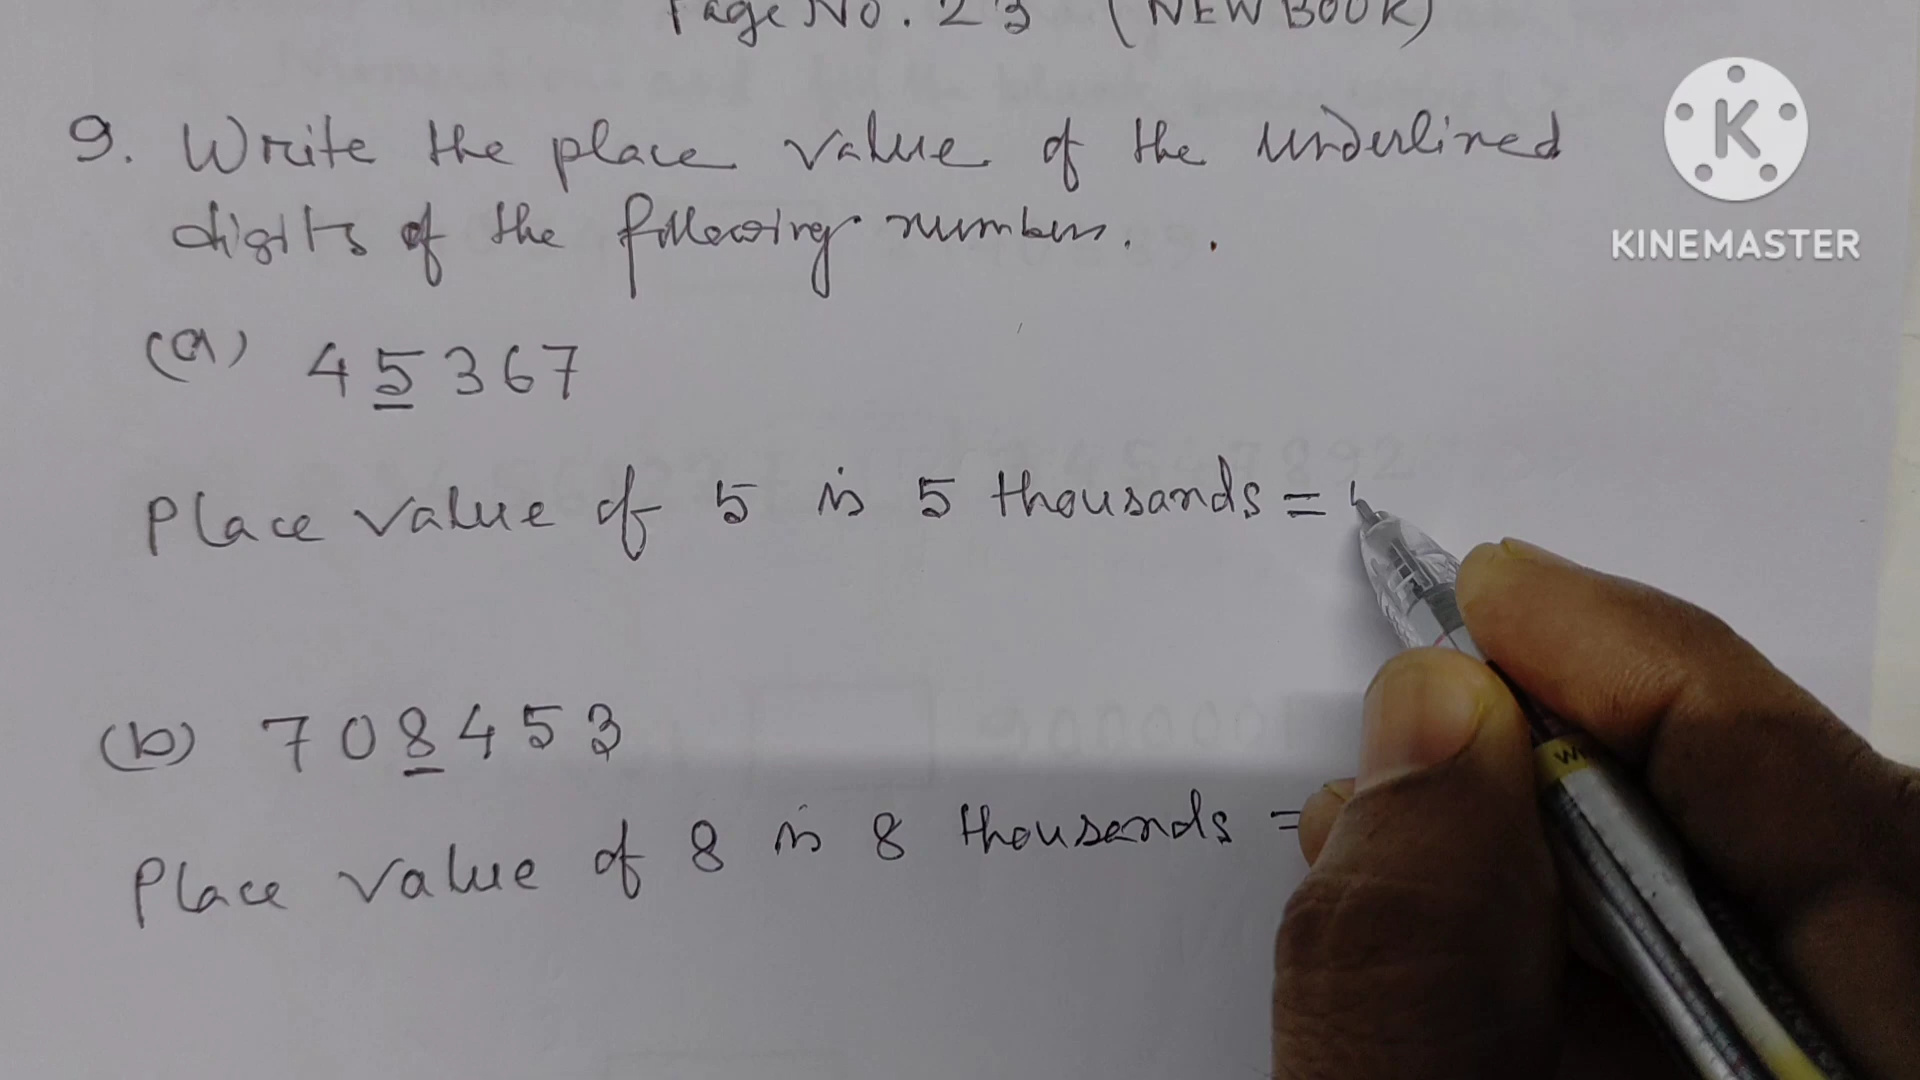 Page No. 23 (NEW BOOK)
9. Write the place value of the underlined
digits of the following numbers.
K
KINEMASTER
(a) 45367
Place value of 5 is 5 thousands =
(b) 708453
Place value of 8 is 8 thousands =